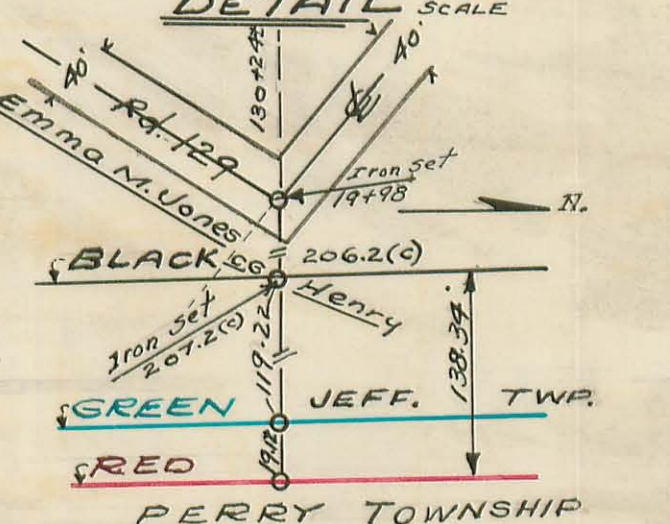 DETAIL SCALE
130+24
40'
40'
Rd. 129
℄
Emma M. Jones
Iron set
19+98
N.
BLACK
206.2(c)
Henry
Iron set
207.2(c)
119.22
138.34'
GREEN JEFF. TWP.
19.12
RED
PERRY TOWNSHIP